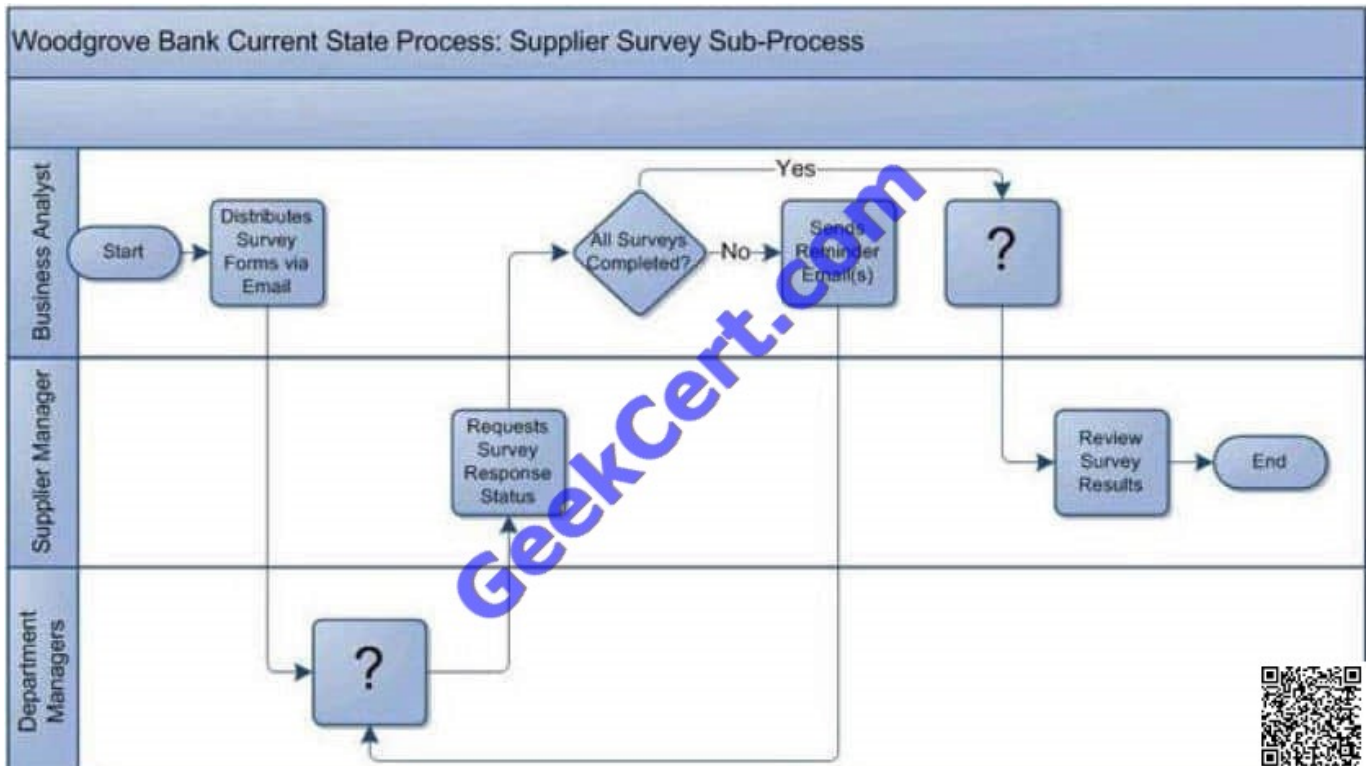 Woodgrove Bank Current State Process: Supplier Survey Sub-Process
Business Analyst
Start
Distributes
Survey
Forms via
Email
All Surveys
Completed?
Yes
No
Sends
Reminder
Email(s)
?
Supplier Manager
Requests
Survey
Response
Status
Review
Survey
Results
End
Department
Managers
?
GeekCert.com